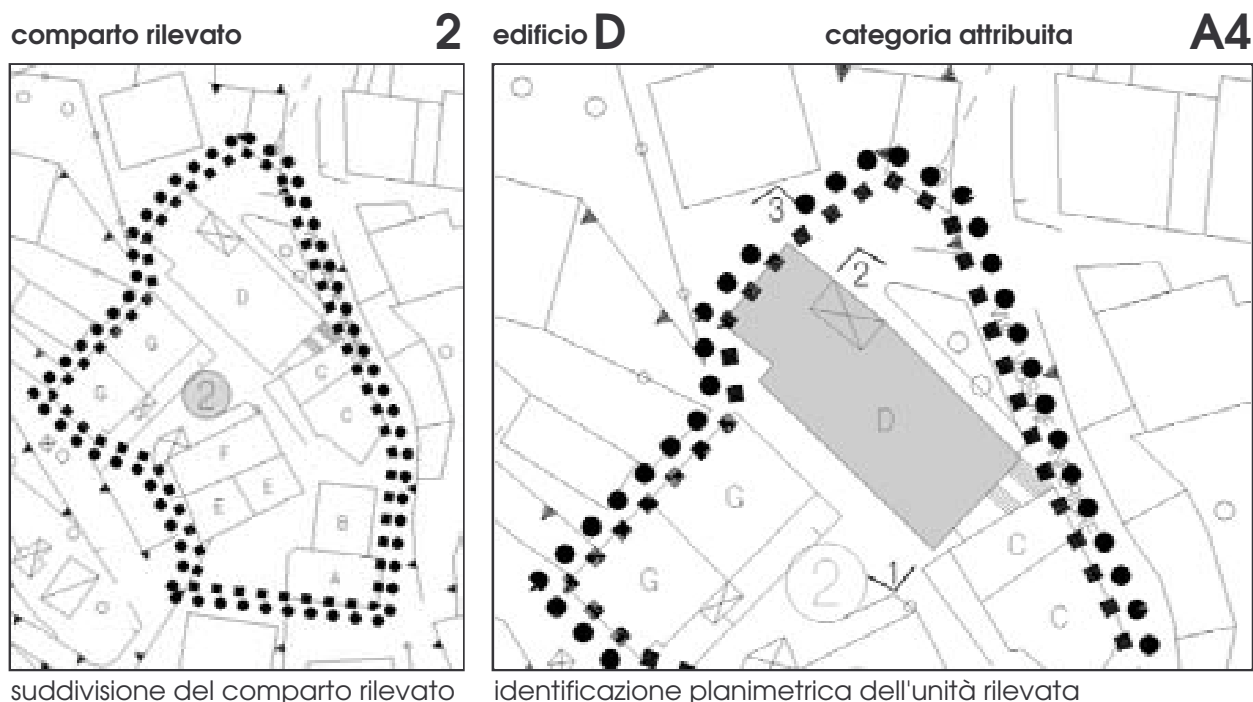 comparto rilevato 2
edificio D categoria attribuita A4
D
G
C
G
2
C
F
E
E
B
A
suddivisione del comparto rilevato
3
2
D
G
C
G
2
1
C
identificazione planimetrica dell'unità rilevata